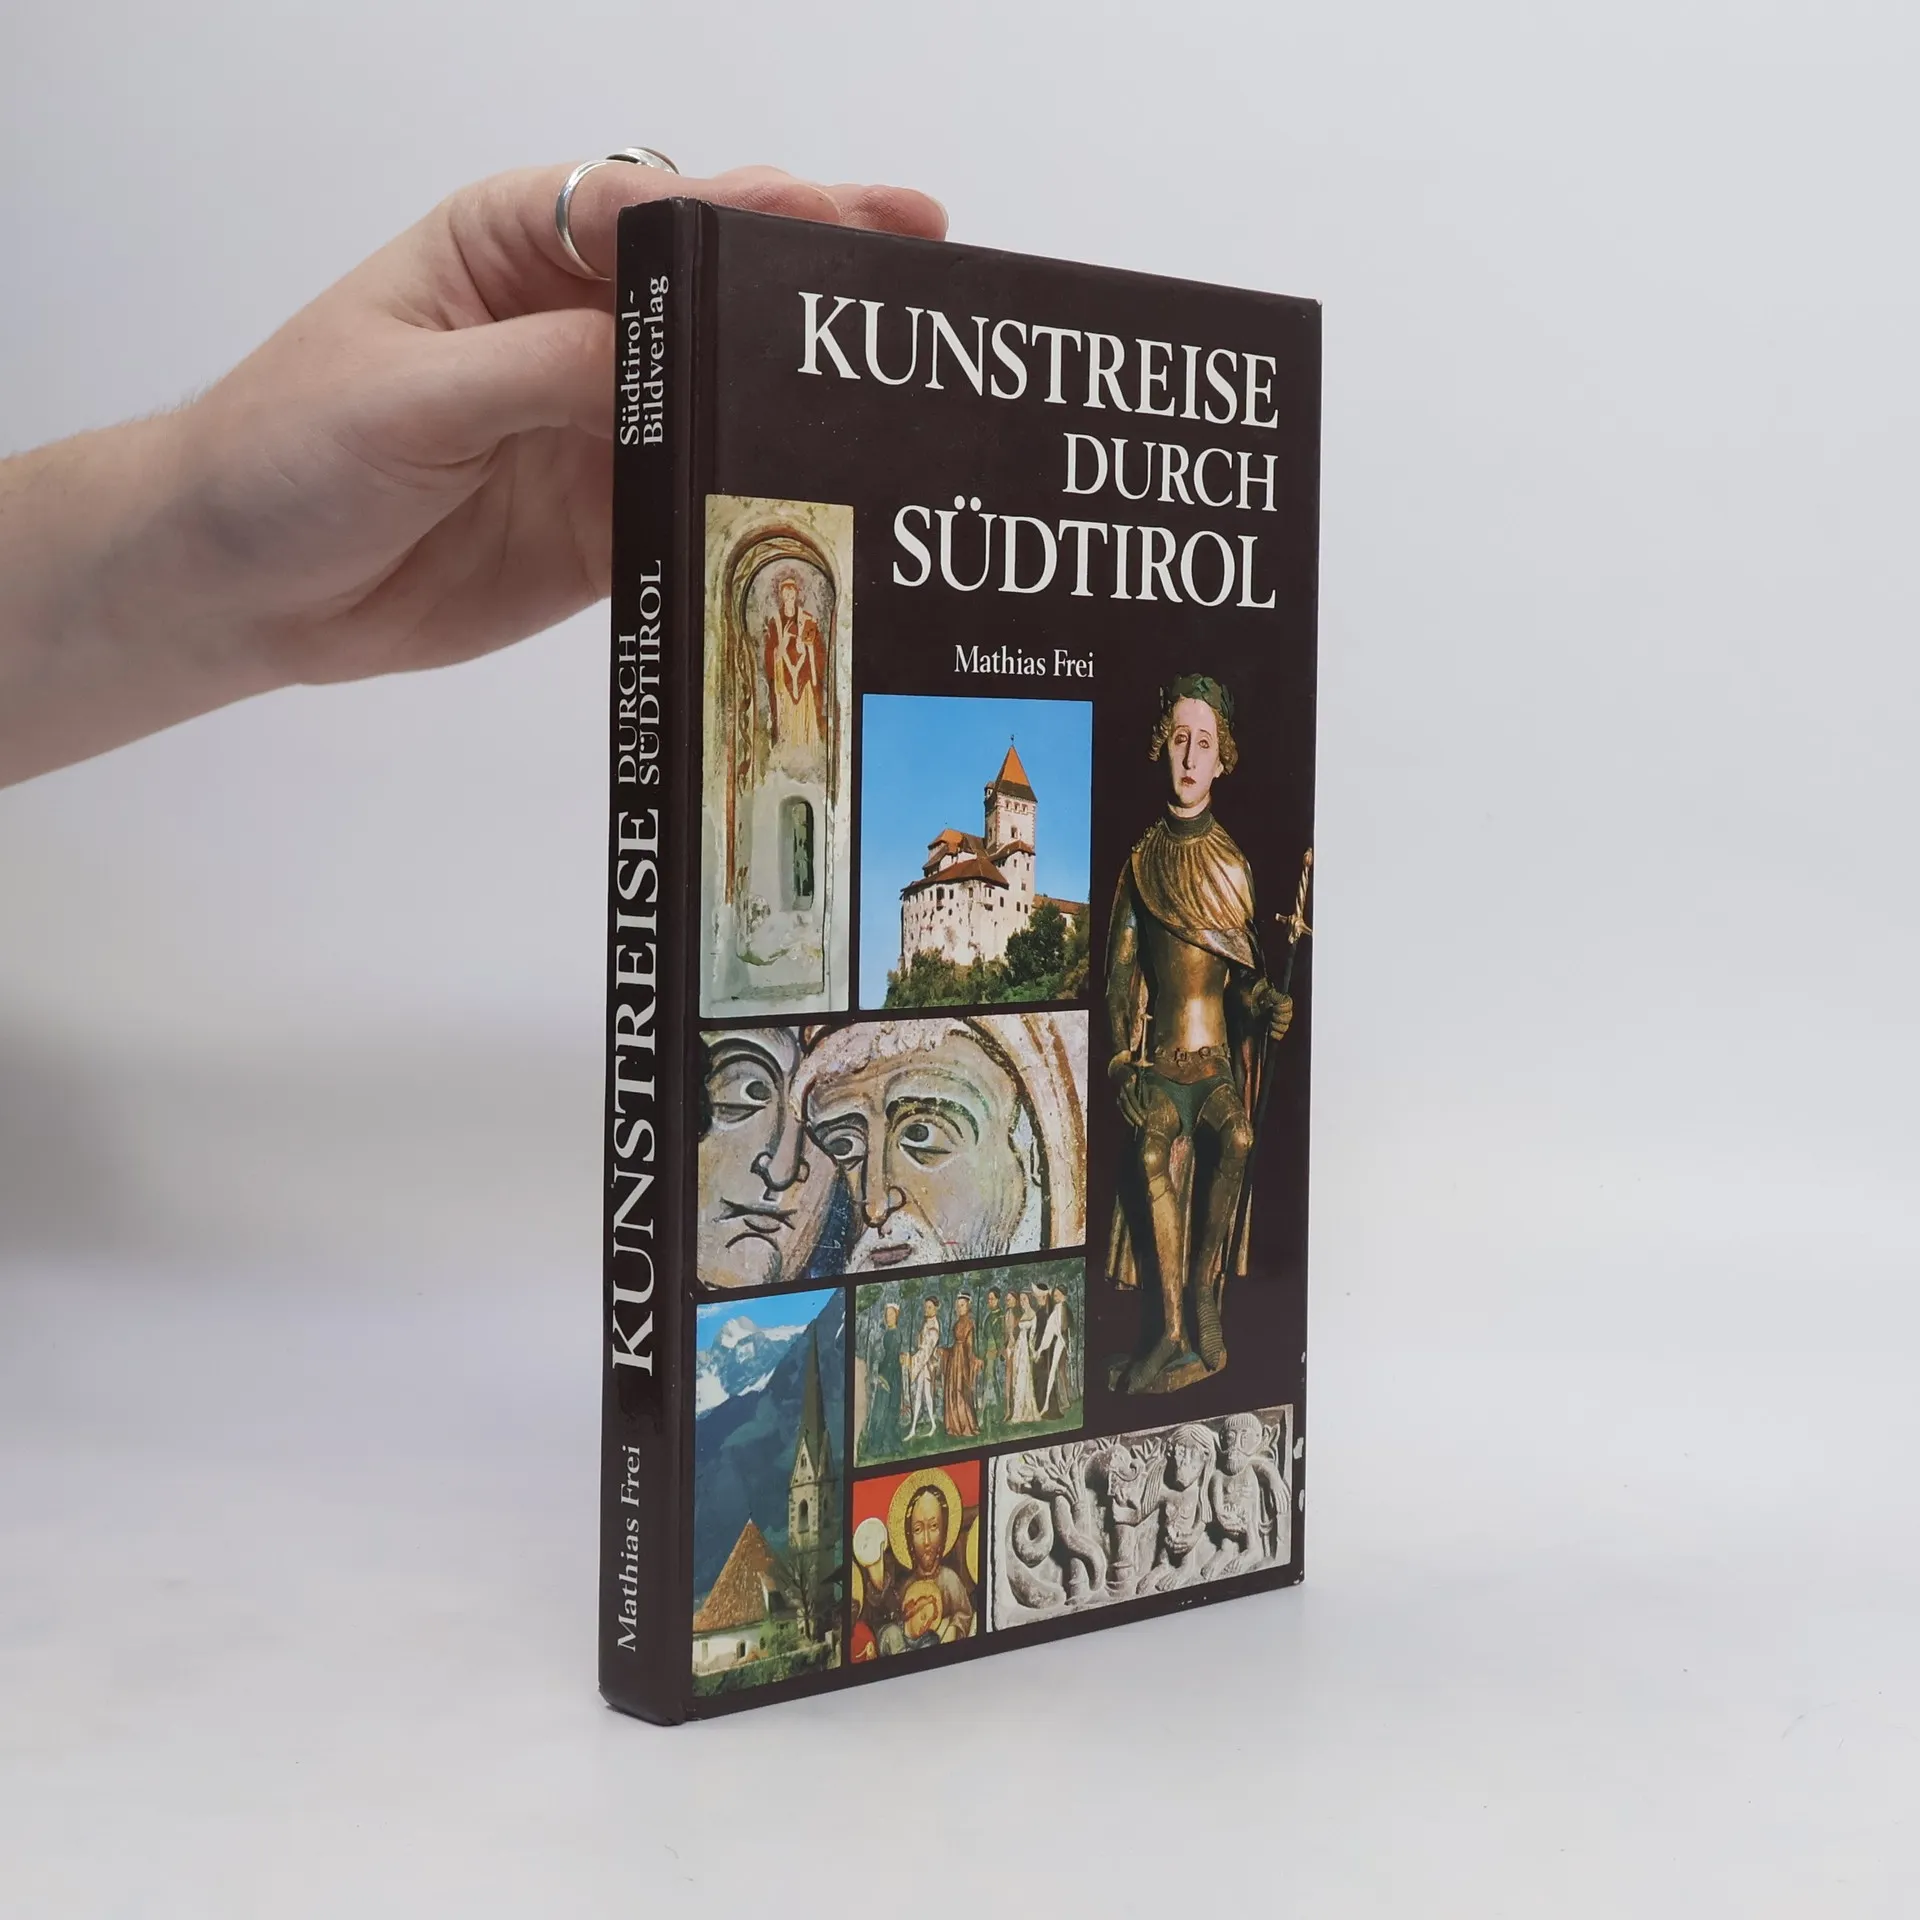 KUNSTREISE
DURCH
SÜDTIROL
Mathias Frei
Mathias Frei
KUNSTREISE
DURCH
SÜDTIROL
Südtirol-
Bildverlag